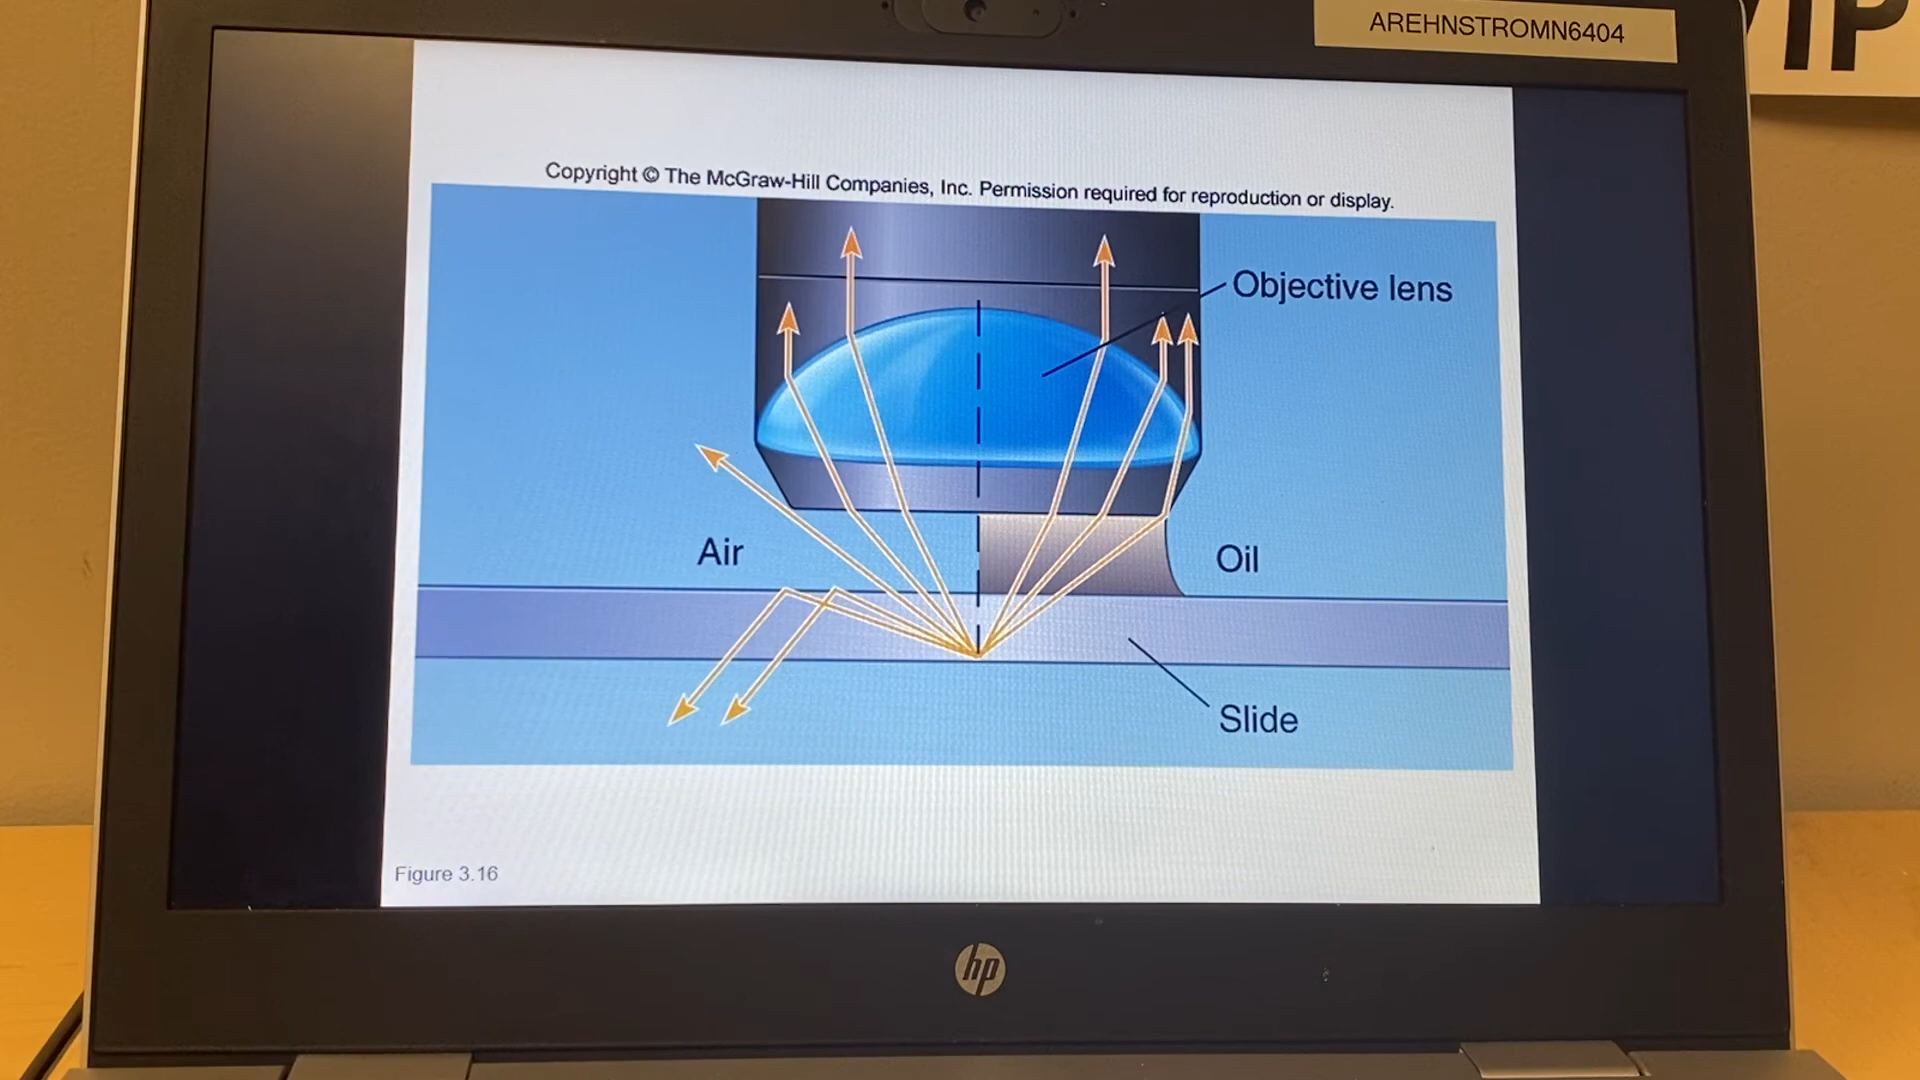 AREHNSTROMN6404
VIP
Copyright © The McGraw-Hill Companies, Inc. Permission required for reproduction or display.
Objective lens
Air
Oil
Slide
Figure 3.16
hp